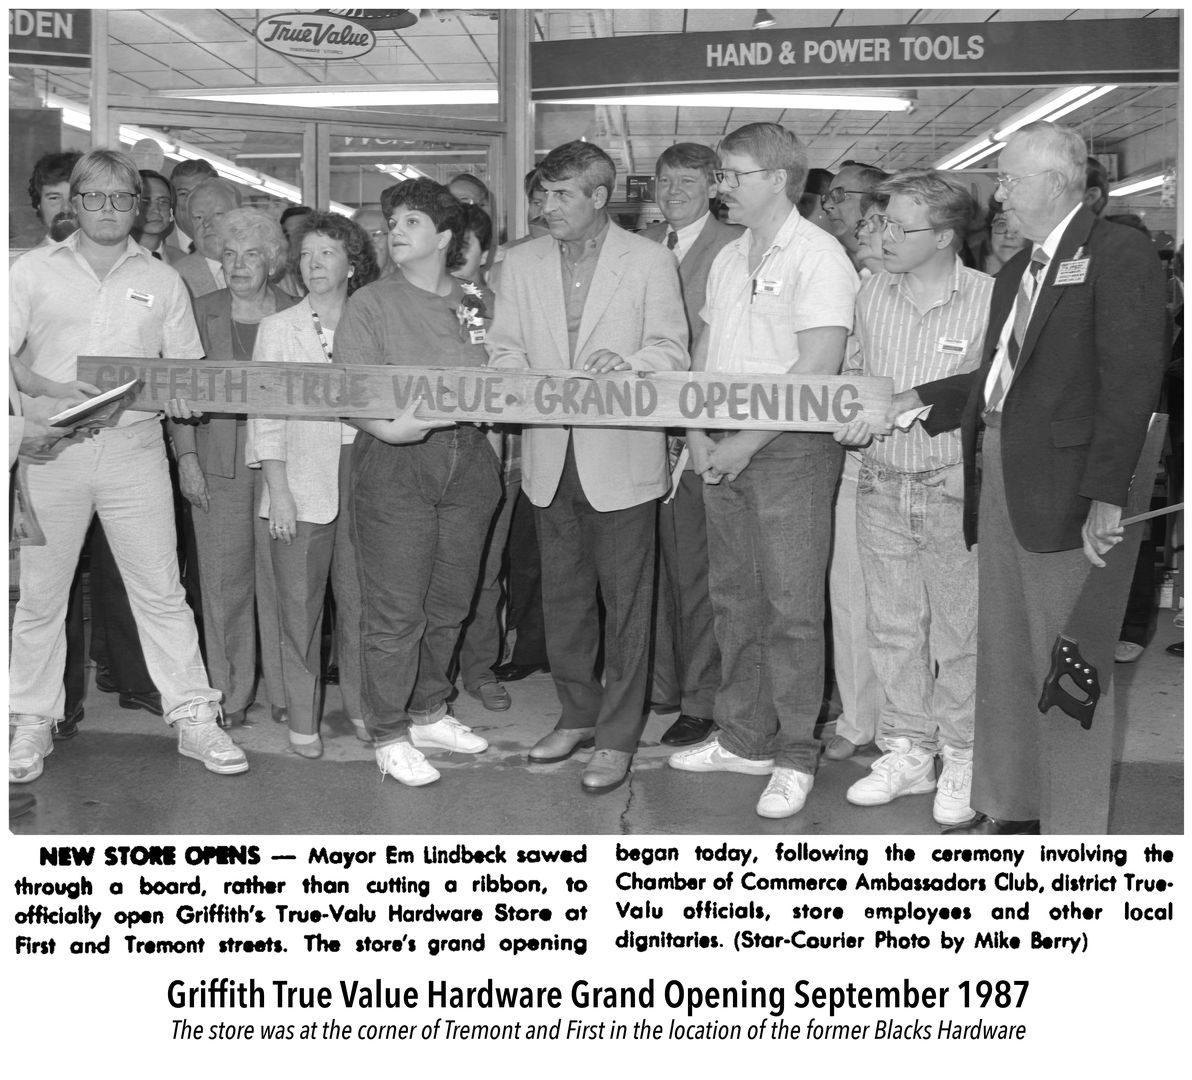 RDEN
True Value
HARDWARE STORES
HAND & POWER TOOLS
GRIFFITH TRUE VALUE • GRAND OPENING
NEW STORE OPENS — Mayor Em Lindbeck sawed
through a board, rather than cutting a ribbon, to
officially open Griffith's True-Valu Hardware Store at
First and Tremont streets. The store's grand opening
began today, following the ceremony involving the
Chamber of Commerce Ambassadors Club, district True-
Valu officials, store employees and other local
dignitaries. (Star-Courier Photo by Mike Berry)
Griffith True Value Hardware Grand Opening September 1987
The store was at the corner of Tremont and First in the location of the former Blacks Hardware